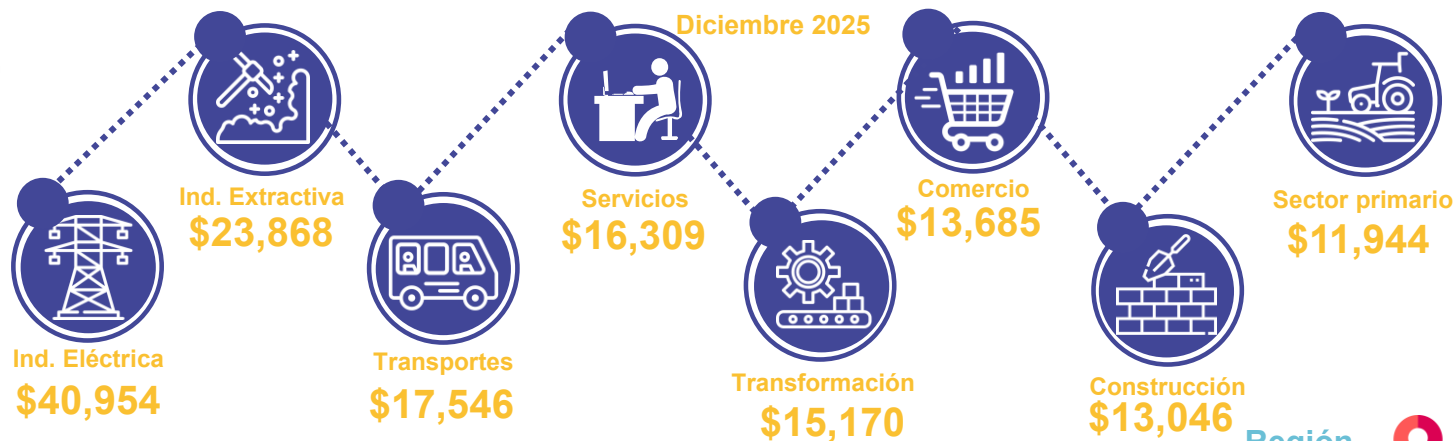 Diciembre 2025
Ind. Eléctrica
$40,954
Ind. Extractiva
$23,868
Transportes
$17,546
Servicios
$16,309
Transformación
$15,170
Comercio
$13,685
Construcción
$13,046
Sector primario
$11,944
Región